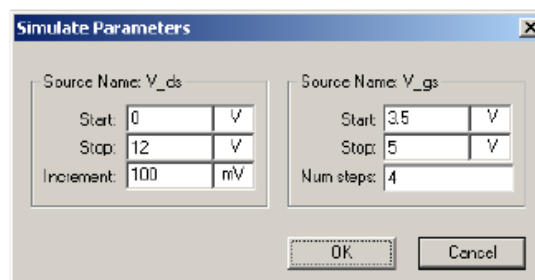 Simulate Parameters
Source Name: V_ds
Start: 0 V
Stop: 12 V
Increment: 100 mV
Source Name: V_gs
Start: 3.5 V
Stop: 5 V
Num steps: 4
OK Cancel